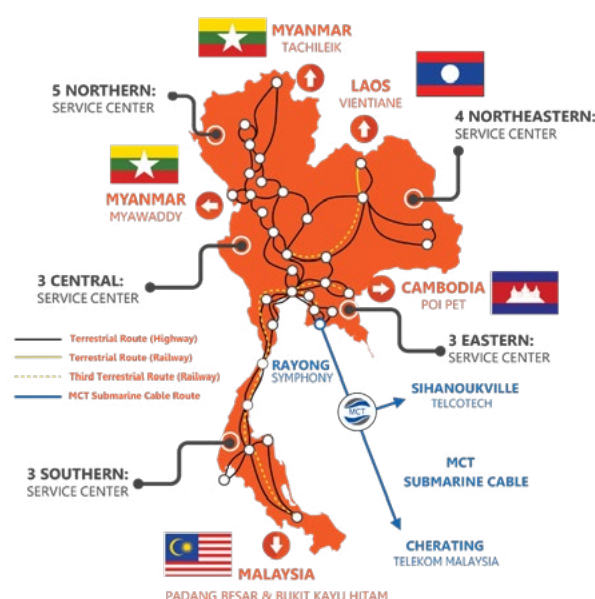 MYANMAR
TACHILEIK
LAOS
VIENTIANE
5 NORTHERN:
SERVICE CENTER
4 NORTHEASTERN:
SERVICE CENTER
MYANMAR
MYAWADDY
3 CENTRAL:
SERVICE CENTER
CAMBODIA
POI PET
3 EASTERN:
SERVICE CENTER
Terrestrial Route (Highway)
Terrestrial Route (Railway)
Third Terrestrial Route (Railway)
MCT Submarine Cable Route
RAYONG
SYMPHONY
SIHANOUKVILLE
TELCOTECH
MCT
MCT
SUBMARINE CABLE
3 SOUTHERN:
SERVICE CENTER
CHERATING
TELEKOM MALAYSIA
MALAYSIA
PADANG BESAR & BUKIT KAYU HITAM